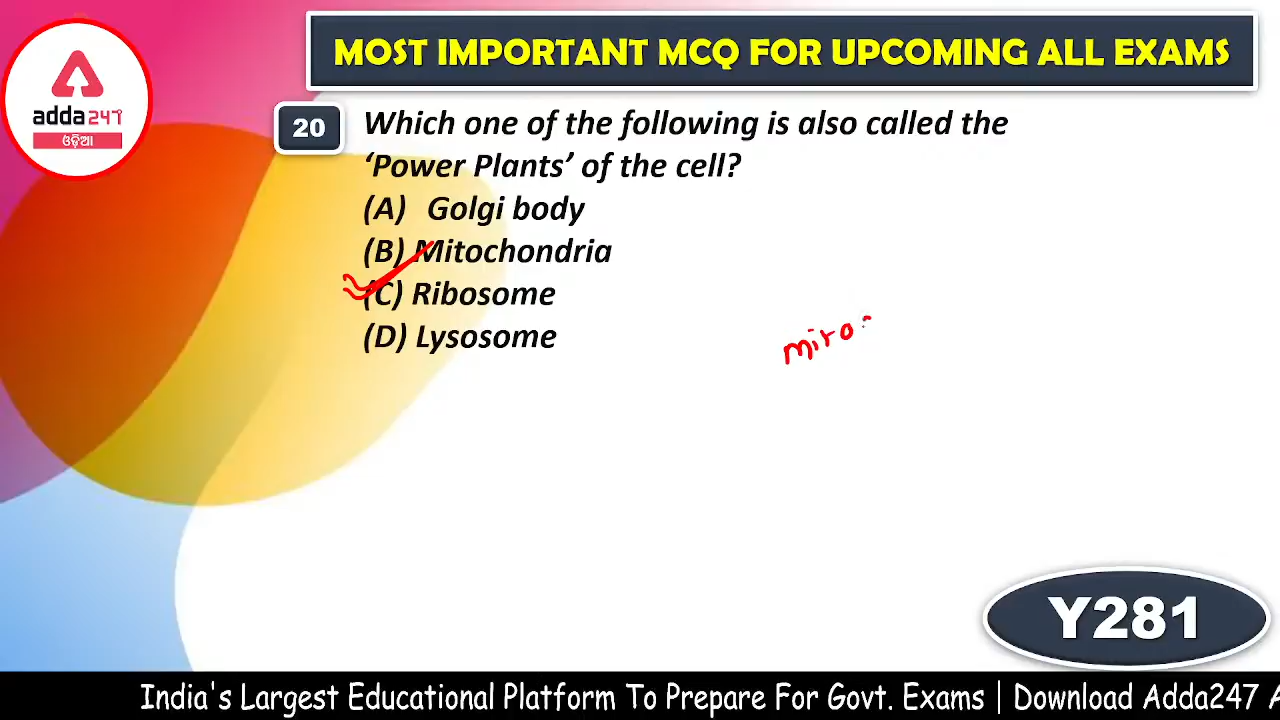 MOST IMPORTANT MCQ FOR UPCOMING ALL EXAMS
adda247
ଓଡ଼ିଆ
20
Which one of the following is also called the
‘Power Plants’ of the cell?
(A) Golgi body
(B) Mitochondria
(C) Ribosome
(D) Lysosome
mito
Y281
India's Largest Educational Platform To Prepare For Govt. Exams | Download Adda247 A